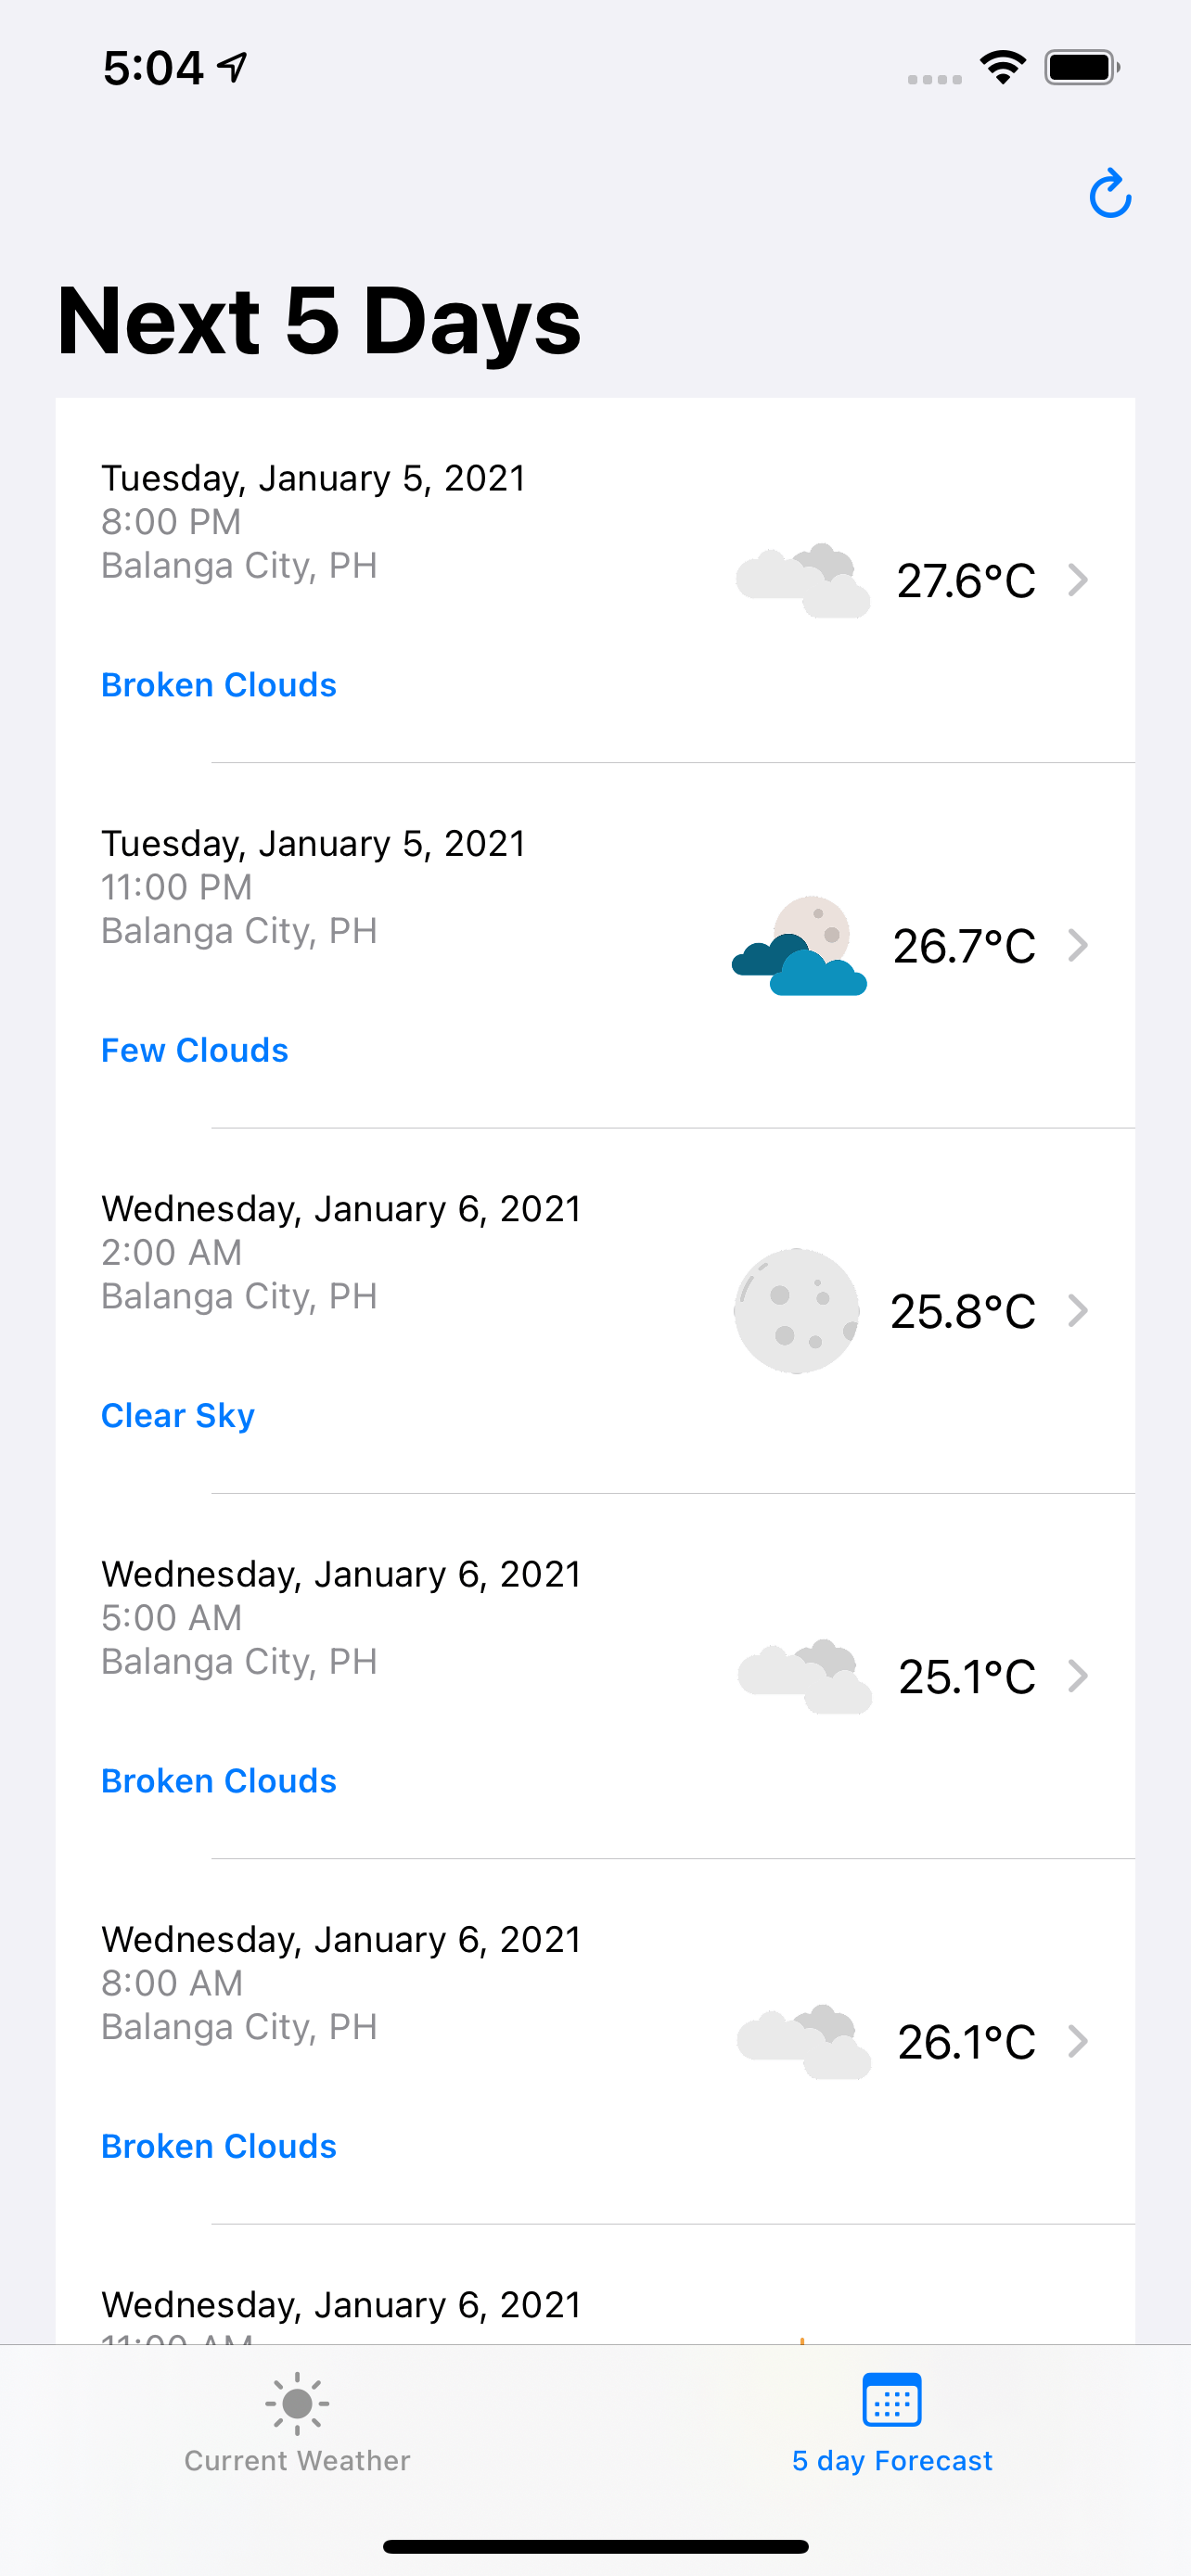 5:04
Next 5 Days
Tuesday, January 5, 2021
8:00 PM
Balanga City, PH
27.6°C
Broken Clouds
Tuesday, January 5, 2021
11:00 PM
Balanga City, PH
26.7°C
Few Clouds
Wednesday, January 6, 2021
2:00 AM
Balanga City, PH
25.8°C
Clear Sky
Wednesday, January 6, 2021
5:00 AM
Balanga City, PH
25.1°C
Broken Clouds
Wednesday, January 6, 2021
8:00 AM
Balanga City, PH
26.1°C
Broken Clouds
Wednesday, January 6, 2021
11:00 AM
Current Weather
5 day Forecast